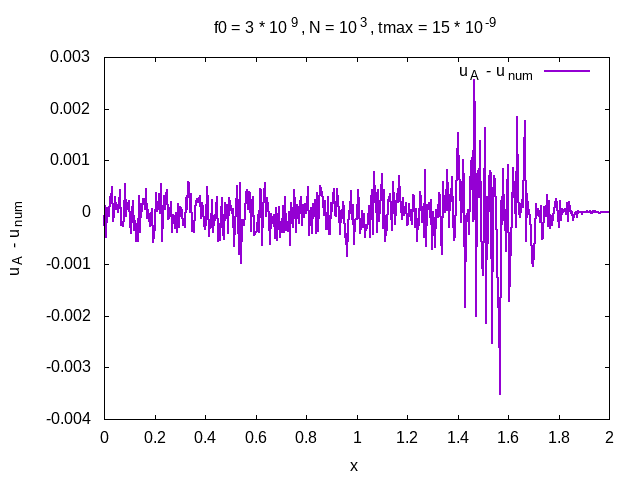 f0 = 3 * 10^9, N = 10^3, tmax = 15 * 10^-9
u_A - u_num
0.003
0.002
0.001
0
-0.001
-0.002
-0.003
-0.004
u_A - u_num
0 0.2 0.4 0.6 0.8 1 1.2 1.4 1.6 1.8 2
x